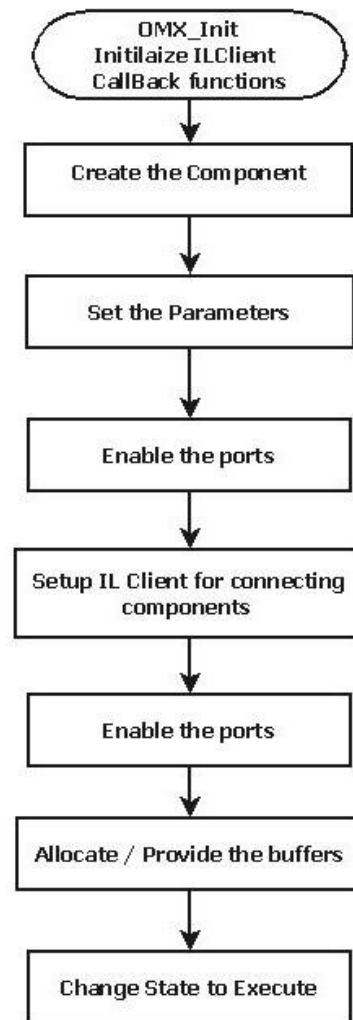 OMX_Init
Initilaize ILClient
CallBack functions
Create the Component
Set the Parameters
Enable the ports
Setup IL Client for connecting
components
Enable the ports
Allocate / Provide the buffers
Change State to Execute